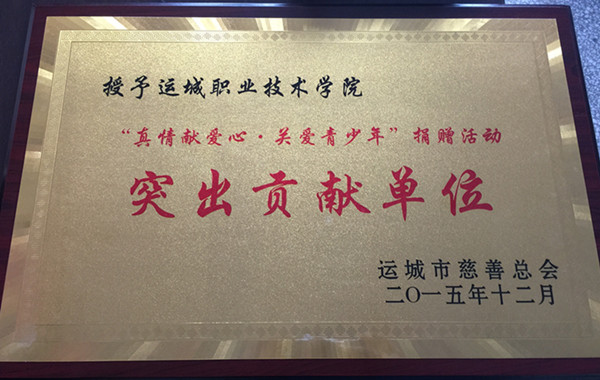 授予运城职业技术学院
“真情献爱心·关爱青少年”捐赠活动
突出贡献单位
运城市慈善总会
二〇一五年十二月